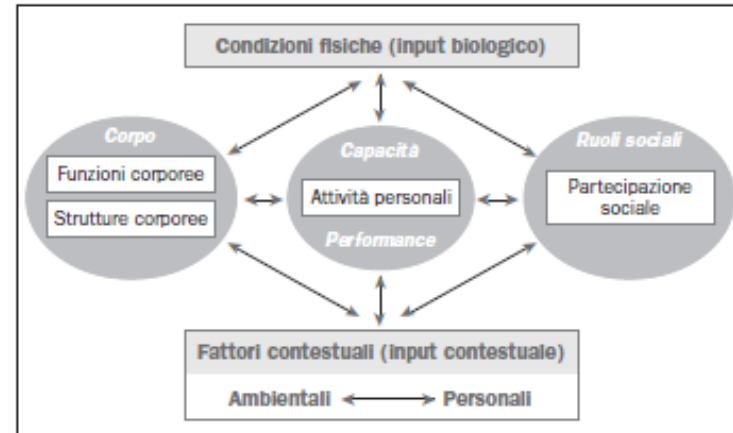 Condizioni fisiche (input biologico)
Corpo
Funzioni corporee
Strutture corporee
Capacità
Attività personali
Performance
Ruoli sociali
Partecipazione
sociale
Fattori contestuali (input contestuale)
Ambientali
Personali